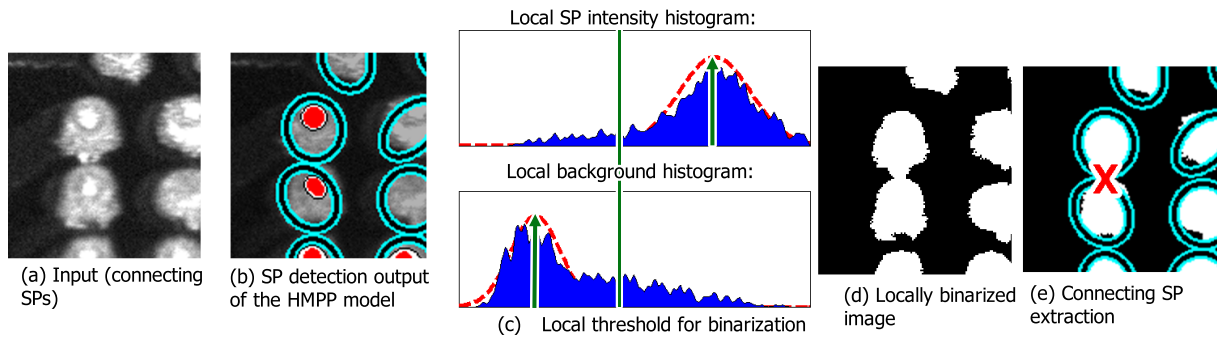 Local SP intensity histogram:
Local background histogram:
(a) Input (connecting
SPs)
(b) SP detection output
of the HMPP model
(c) Local threshold for binarization
(d) Locally binarized
image
X
(e) Connecting SP
extraction